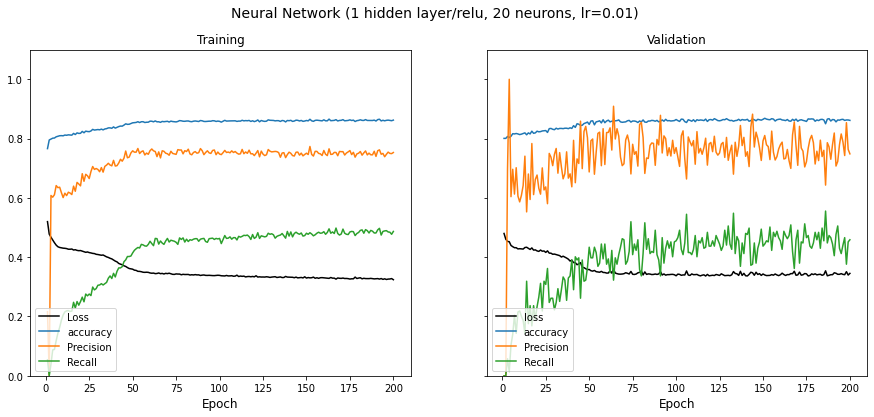 Neural Network (1 hidden layer/relu, 20 neurons, lr=0.01)
Training
Validation
1.0
0.8
0.6
0.4
0.2
0.0
Loss
accuracy
Precision
Recall
loss
accuracy
Precision
Recall
0 25 50 75 100 125 150 175 200
0 25 50 75 100 125 150 175 200
Epoch
Epoch